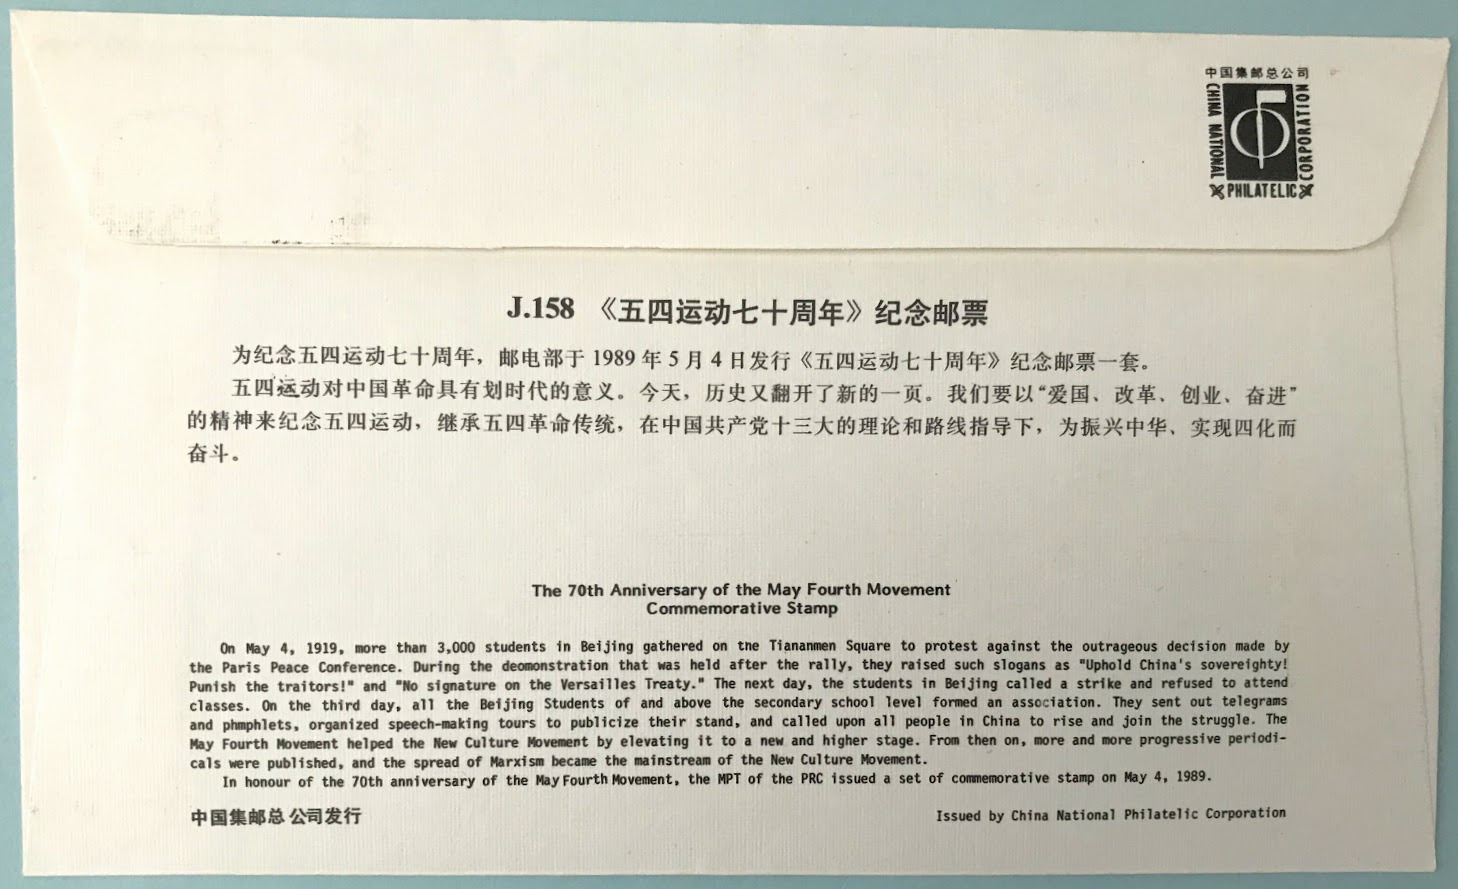 中国集邮总公司
CHINA NATIONAL
CORPORATION
PHILATELIC
J.158 《五四运动七十周年》纪念邮票
为纪念五四运动七十周年，邮电部于 1989 年 5 月 4 日发行《五四运动七十周年》纪念邮票一套。
五四运动对中国革命具有划时代的意义。今天，历史又翻开了新的一页。我们要以“爱国、改革、创业、奋进”
的精神来纪念五四运动，继承五四革命传统，在中国共产党十三大的理论和路线指导下，为振兴中华、实现四化而
奋斗。
The 70th Anniversary of the May Fourth Movement
Commemorative Stamp
On May 4, 1919, more than 3,000 students in Beijing gathered on the Tiananmen Square to protest against the outrageous decision made by
the Paris Peace Conference. During the deomonstration that was held after the rally, they raised such slogans as "Uphold China's sovereighty!
Punish the traitors!" and "No signature on the Versailles Treaty." The next day, the students in Beijing called a strike and refused to attend
classes. On the third day, all the Beijing Students of and above the secondary school level formed an association. They sent out telegrams
and phmphlets, organized speech-making tours to publicize their stand, and called upon all people in China to rise and join the struggle. The
May Fourth Movement helped the New Culture Movement by elevating it to a new and higher stage. From then on, more and more progressive periodi-
cals were published, and the spread of Marxism became the mainstream of the New Culture Movement.
In honour of the 70th anniversary of the May Fourth Movement, the MPT of the PRC issued a set of commemorative stamp on May 4, 1989.
中国集邮总公司发行
Issued by China National Philatelic Corporation